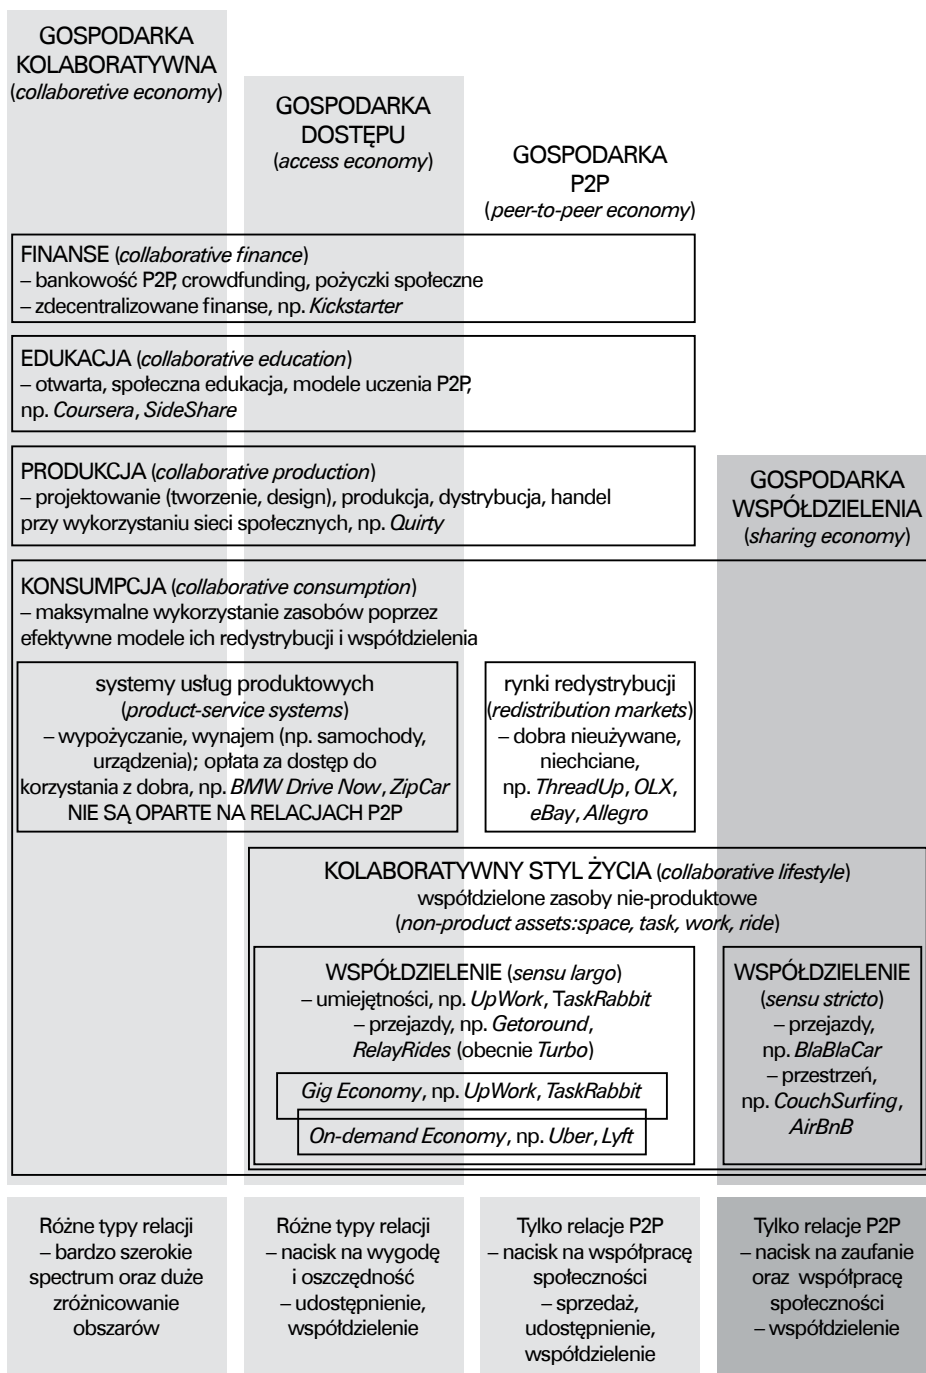 GOSPODARKA
KOLABORATYWNA
(collaboretive economy)
GOSPODARKA
DOSTĘPU
(access economy)
GOSPODARKA
P2P
(peer-to-peer economy)
FINANSE (collaborative finance)
– bankowość P2P, crowdfunding, pożyczki społeczne
– zdecentralizowane finanse, np. Kickstarter
EDUKACJA (collaborative education)
– otwarta, społeczna edukacja, modele uczenia P2P,
np. Coursera, SideShare
PRODUKCJA (collaborative production)
– projektowanie (tworzenie, design), produkcja, dystrybucja, handel
przy wykorzystaniu sieci społecznych, np. Quirty
GOSPODARKA
WSPÓŁDZIELENIA
(sharing economy)
KONSUMPCJA (collaborative consumption)
– maksymalne wykorzystanie zasobów poprzez
efektywne modele ich redystrybucji i współdzielenia
systemy usług produktowych
(product-service systems)
– wypożyczanie, wynajem (np. samochody,
urządzenia); opłata za dostęp do
korzystania z dobra, np. BMW Drive Now, ZipCar
NIE SĄ OPARTE NA RELACJACH P2P
rynki redystrybucji
(redistribution markets)
– dobra nieużywane,
niechciane,
np. ThreadUp, OLX,
eBay, Allegro
KOLABORATYWNY STYL ŻYCIA (collaborative lifestyle)
współdzielone zasoby nie-produktowe
(non-product assets:space, task, work, ride)
WSPÓŁDZIELENIE (sensu largo)
– umiejętności, np. UpWork, TaskRabbit
– przejazdy, np. Getoround,
RelayRides (obecnie Turbo)
Gig Economy, np. UpWork, TaskRabbit
On-demand Economy, np. Uber, Lyft
WSPÓŁDZIELENIE
(sensu stricto)
– przejazdy,
np. BlaBlaCar
– przestrzeń,
np. CouchSurfing,
AirBnB
Różne typy relacji
– bardzo szerokie
spectrum oraz duże
zróżnicowanie
obszarów
Różne typy relacji
– nacisk na wygodę
i oszczędność
– udostępnienie,
współdzielenie
Tylko relacje P2P
– nacisk na współpracę
społeczności
– sprzedaż,
udostępnienie,
współdzielenie
Tylko relacje P2P
– nacisk na zaufanie
oraz współpracę
społeczności
– współdzielenie